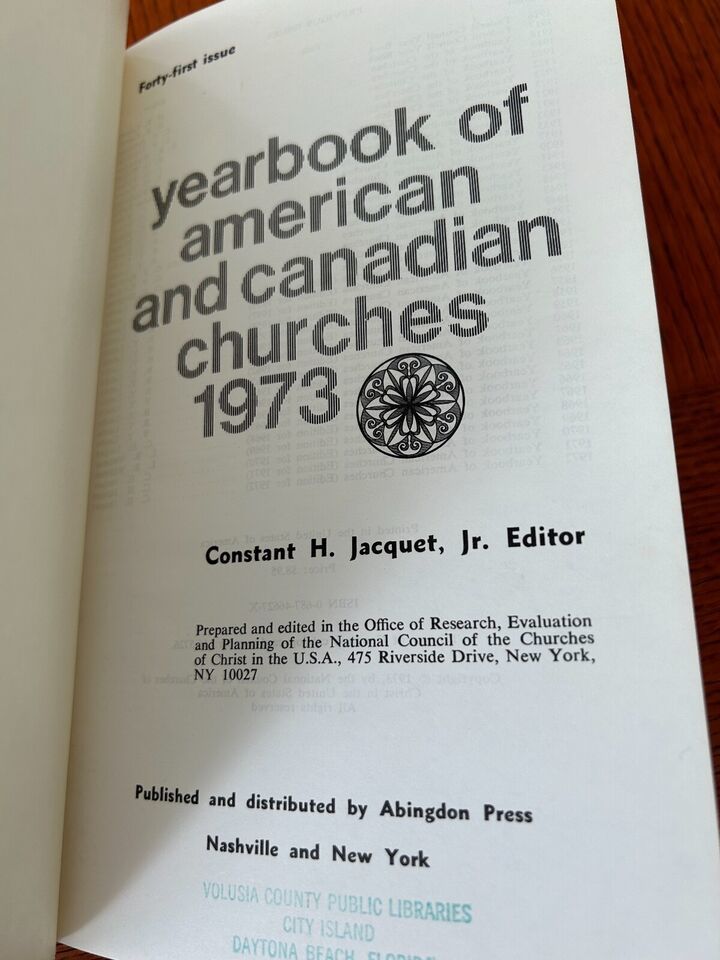 Forty-first issue
yearbook of
american
and canadian
churches
1973
Constant H. Jacquet, Jr. Editor
Prepared and edited in the Office of Research, Evaluation
and Planning of the National Council of the Churches
of Christ in the U.S.A., 475 Riverside Drive, New York,
NY 10027
Published and distributed by Abingdon Press
Nashville and New York
VOLUSIA COUNTY PUBLIC LIBRARIES
CITY ISLAND
DAYTONA BEACH, FLORIDA